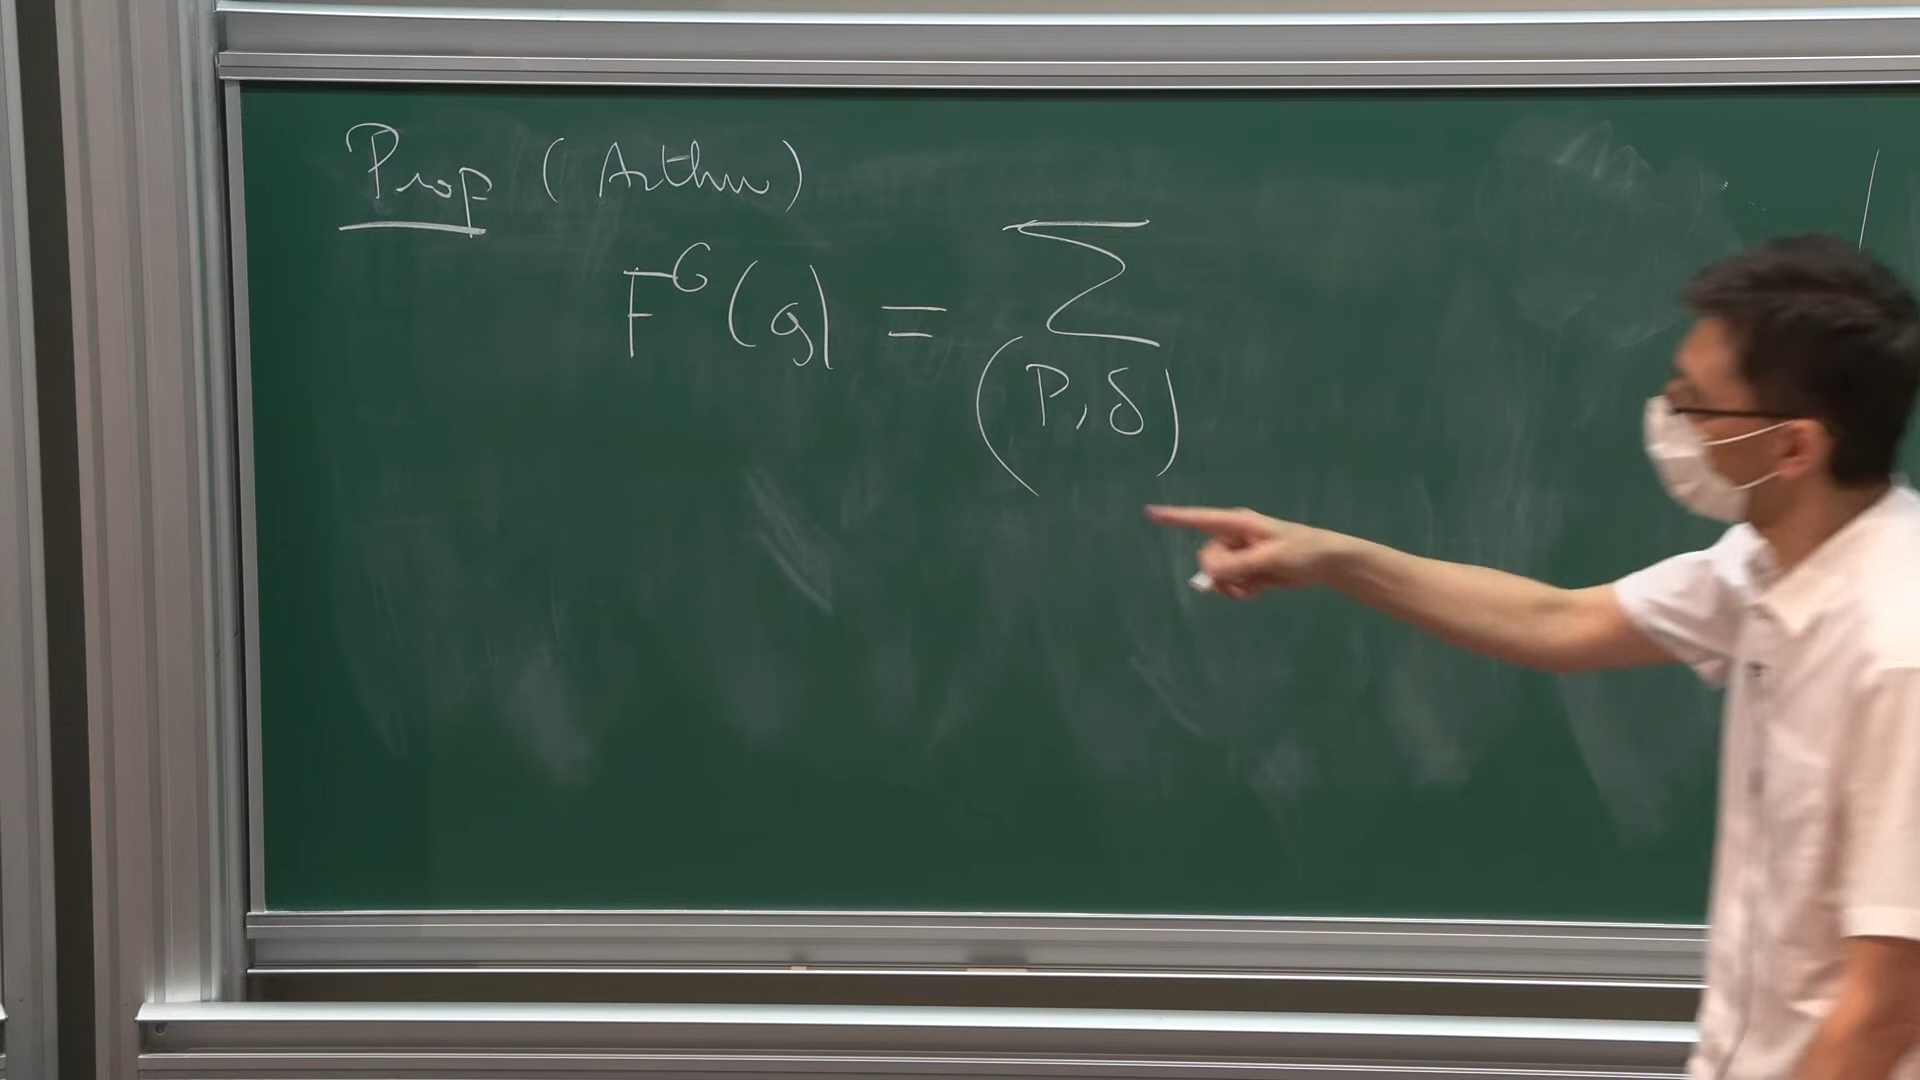 Prop (Arthur)
F^G(g) = Σ
(P, δ)